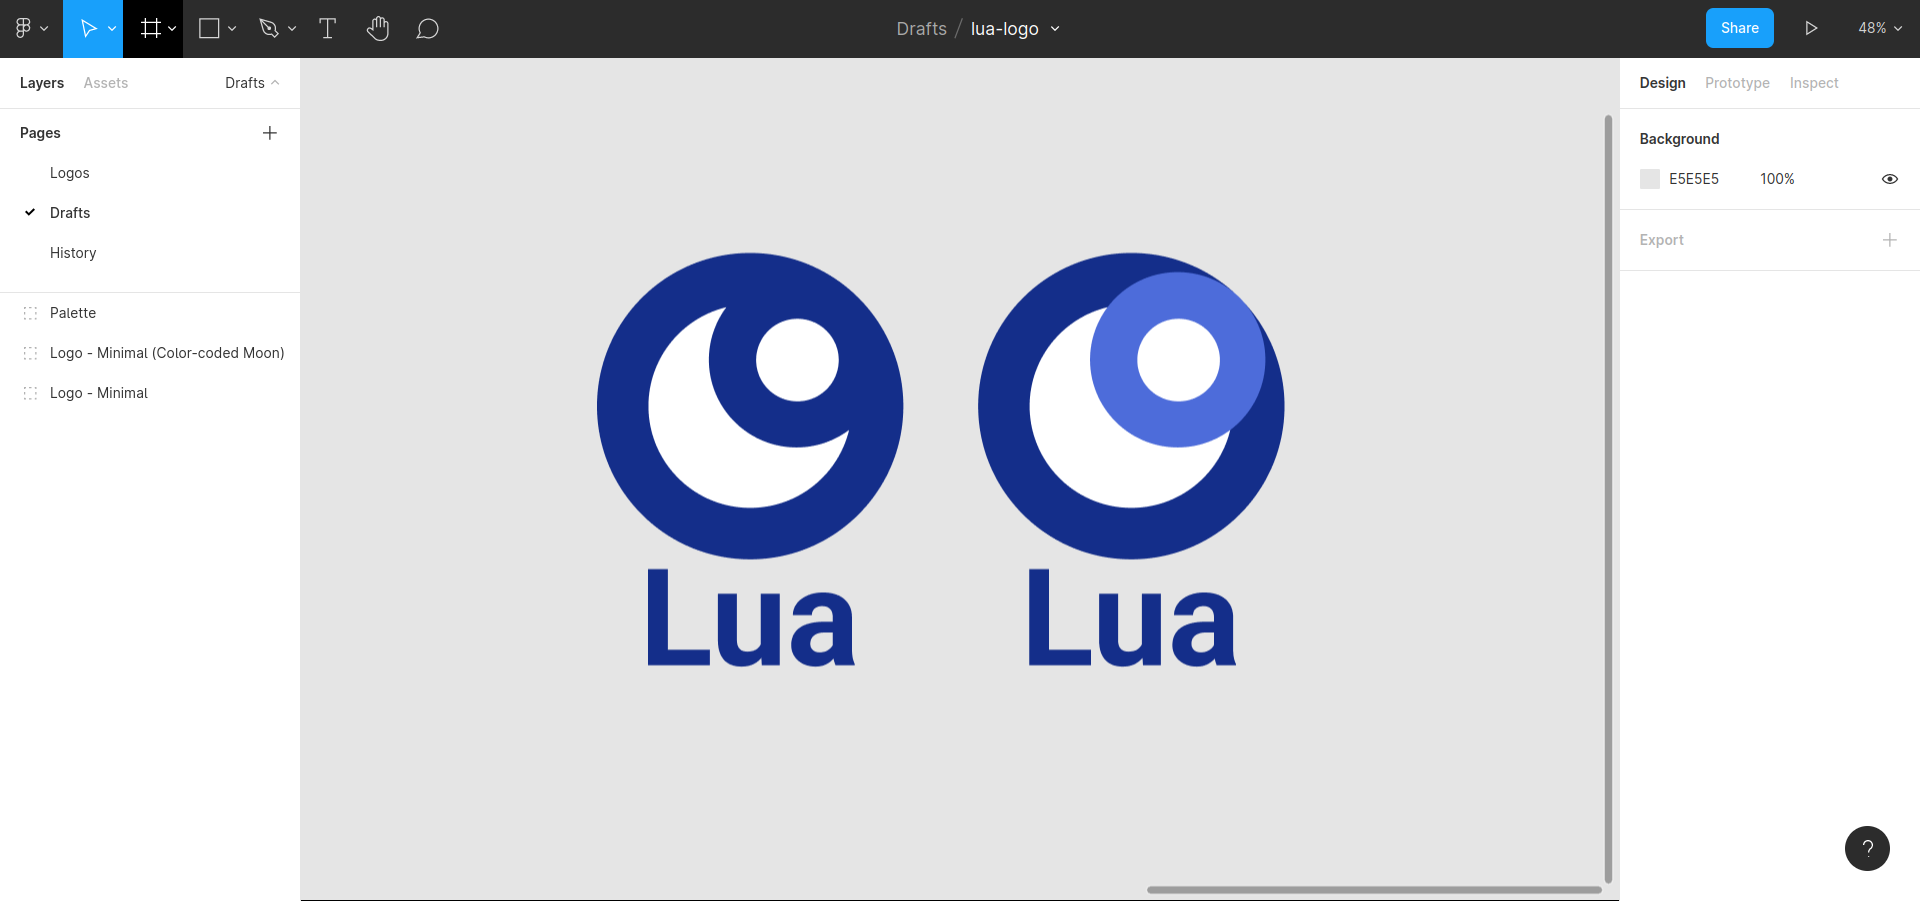 Drafts / lua-logo
Share
48%
Layers Assets Drafts
Pages
Logos
Drafts
History
Palette
Logo - Minimal (Color-coded Moon)
Logo - Minimal
Lua Lua
Design Prototype Inspect
Background
E5E5E5 100%
Export
?